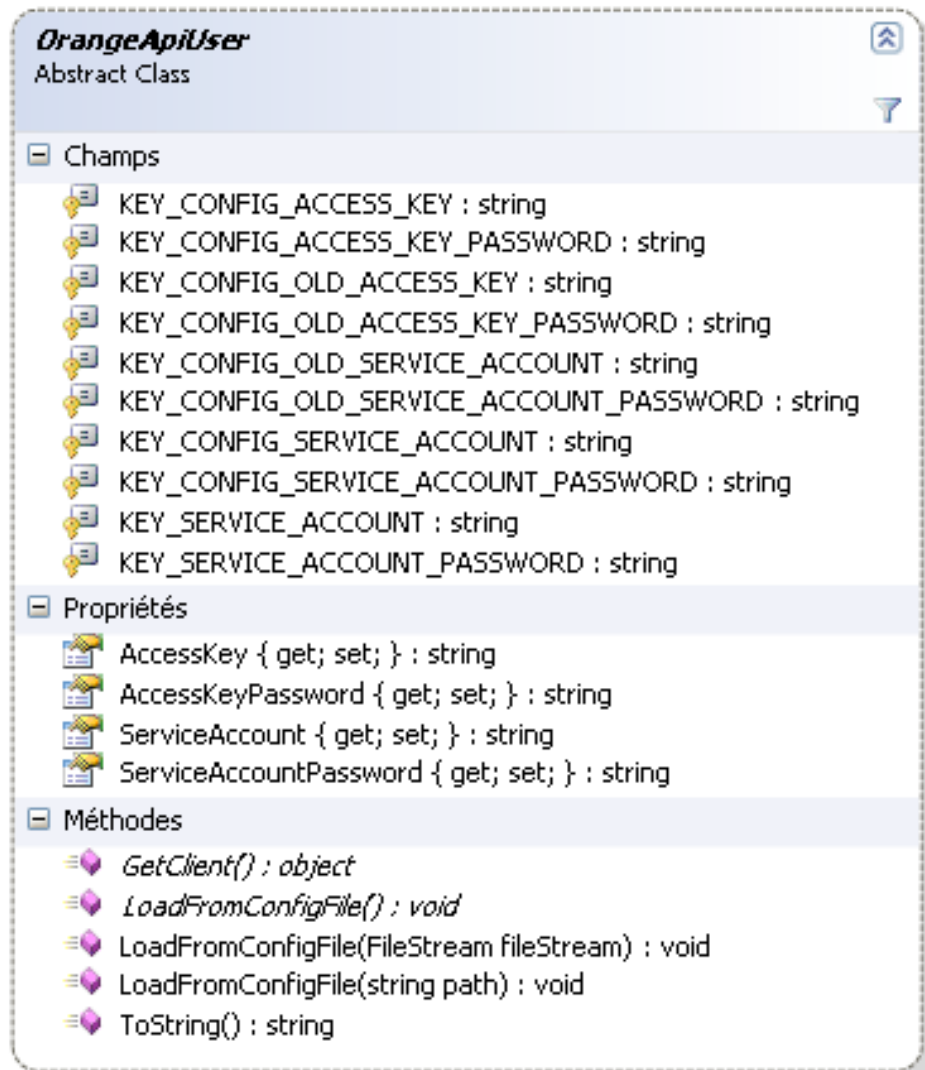 OrangeApiUser
Abstract Class
Champs
KEY_CONFIG_ACCESS_KEY : string
KEY_CONFIG_ACCESS_KEY_PASSWORD : string
KEY_CONFIG_OLD_ACCESS_KEY : string
KEY_CONFIG_OLD_ACCESS_KEY_PASSWORD : string
KEY_CONFIG_OLD_SERVICE_ACCOUNT : string
KEY_CONFIG_OLD_SERVICE_ACCOUNT_PASSWORD : string
KEY_CONFIG_SERVICE_ACCOUNT : string
KEY_CONFIG_SERVICE_ACCOUNT_PASSWORD : string
KEY_SERVICE_ACCOUNT : string
KEY_SERVICE_ACCOUNT_PASSWORD : string
Propriétés
AccessKey { get; set; } : string
AccessKeyPassword { get; set; } : string
ServiceAccount { get; set; } : string
ServiceAccountPassword { get; set; } : string
Méthodes
GetClient() : object
LoadFromConfigFile() : void
LoadFromConfigFile(FileStream fileStream) : void
LoadFromConfigFile(string path) : void
ToString() : string